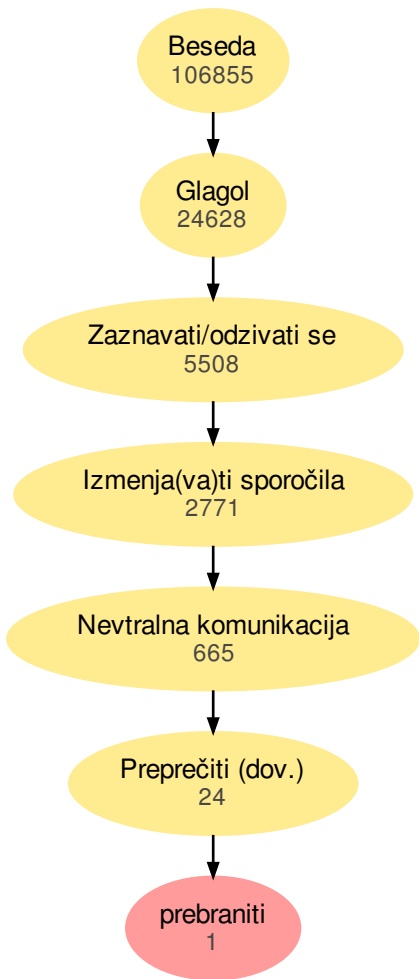 Beseda
106855
Glagol
24628
Zaznavati/odzivati se
5508
Izmenja(va)ti sporočila
2771
Nevtralna komunikacija
665
Preprečiti (dov.)
24
prebraniti
1